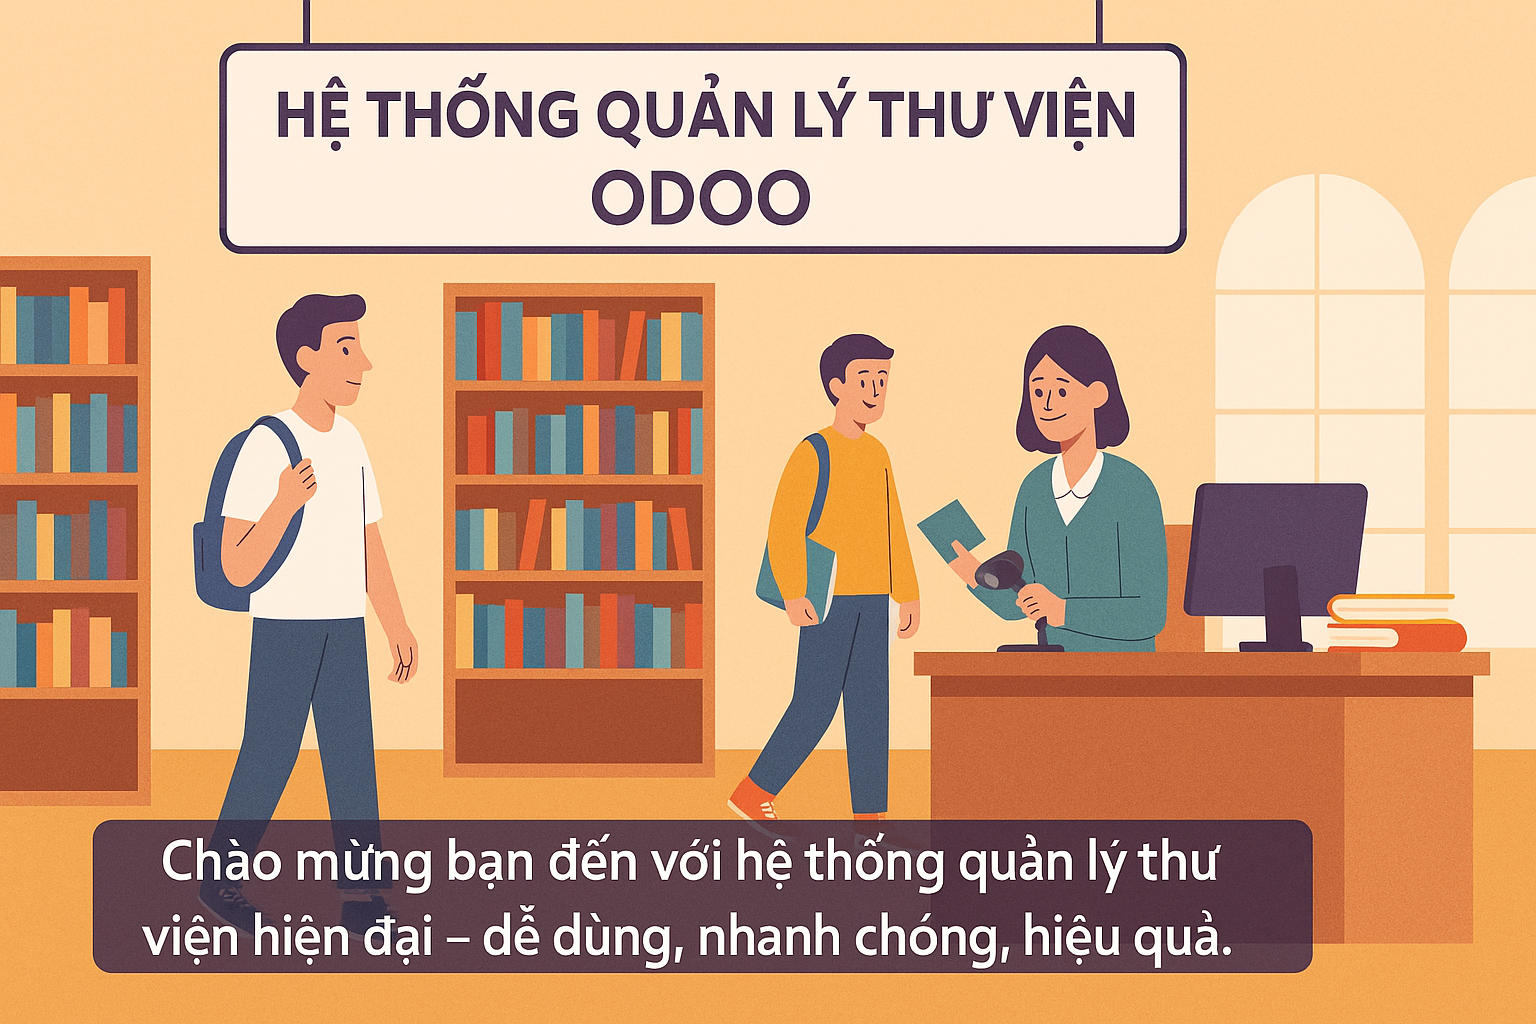 HỆ THỐNG QUẢN LÝ THƯ VIỆN
ODOO
Chào mừng bạn đến với hệ thống quản lý thư
viện hiện đại – dễ dùng, nhanh chóng, hiệu quả.